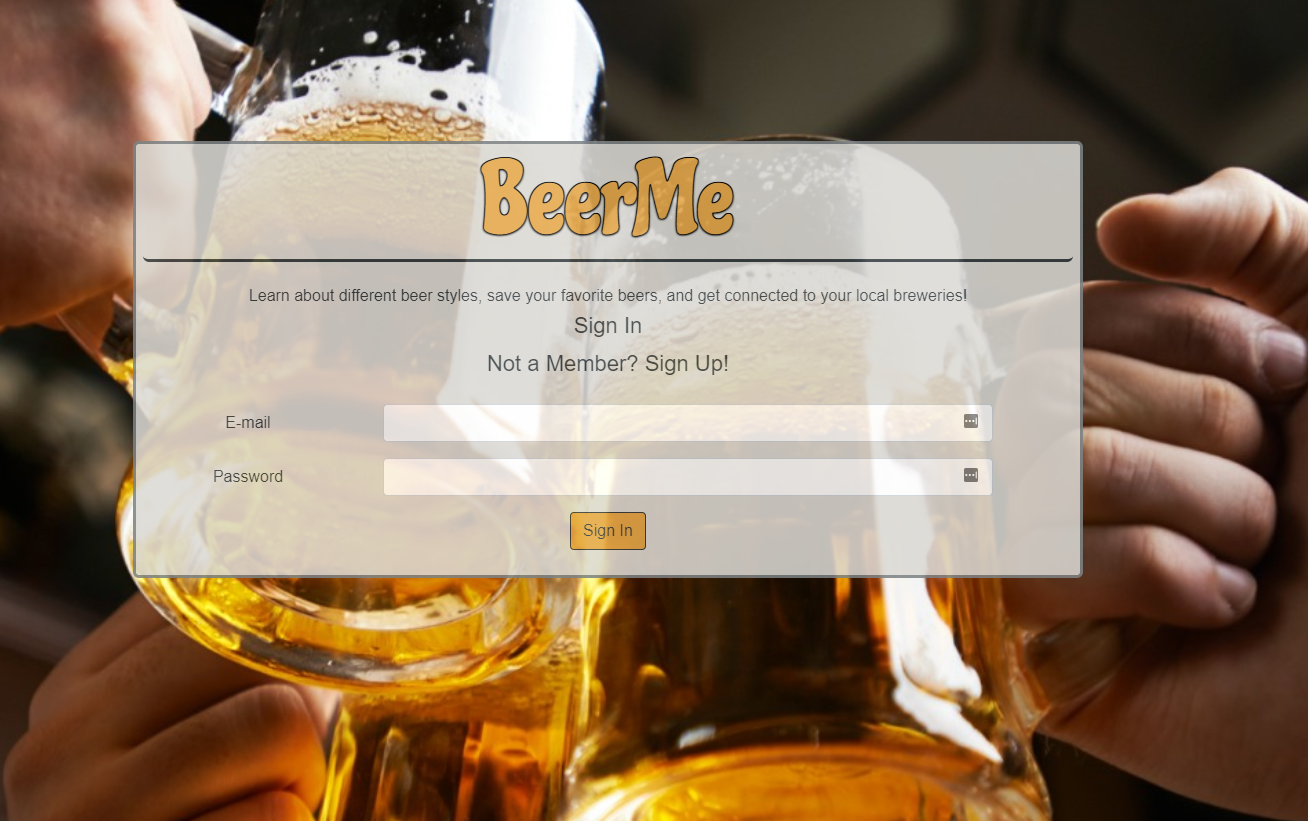 BeerMe
Learn about different beer styles, save your favorite beers, and get connected to your local breweries!
Sign In
Not a Member? Sign Up!
E-mail
Password
Sign In